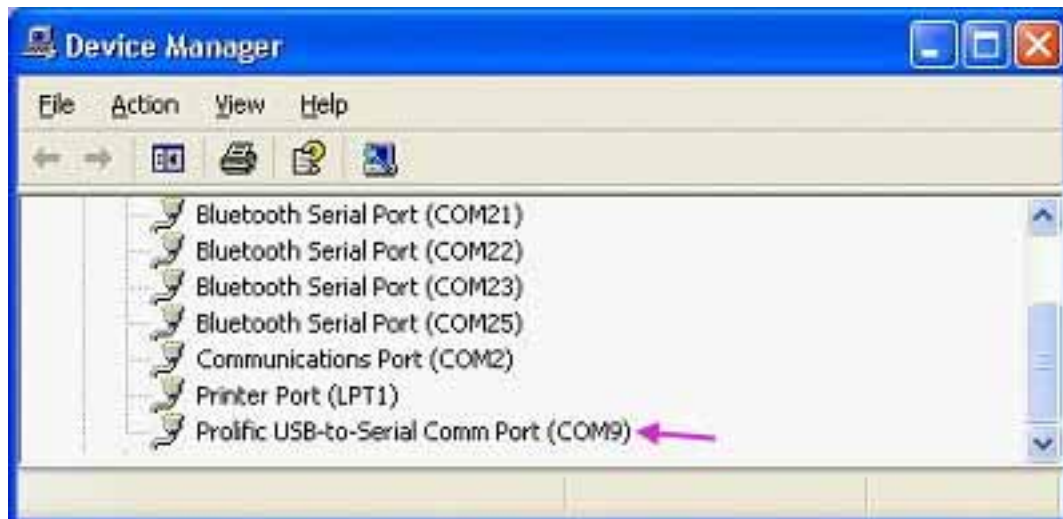 Device Manager
File Action View Help
Bluetooth Serial Port (COM21)
Bluetooth Serial Port (COM22)
Bluetooth Serial Port (COM23)
Bluetooth Serial Port (COM25)
Communications Port (COM2)
Printer Port (LPT1)
Prolific USB-to-Serial Comm Port (COM9)